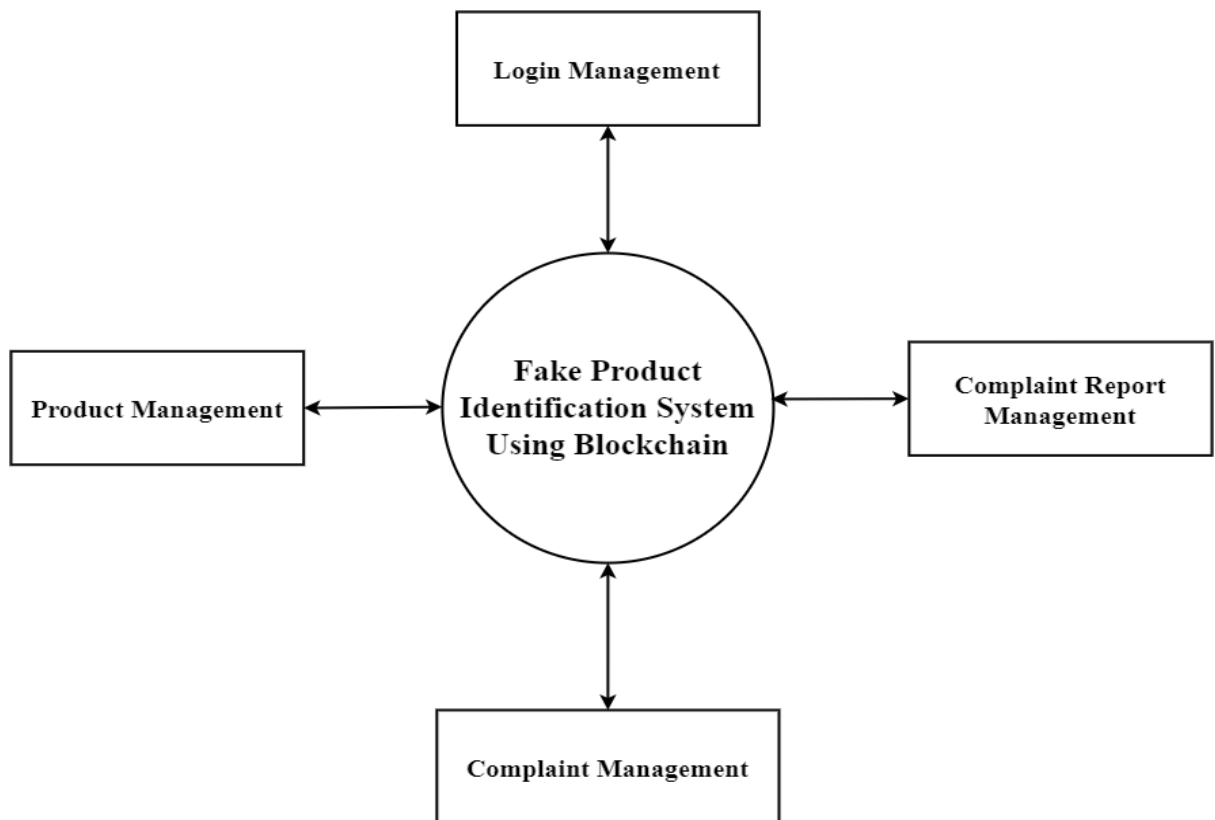 Login Management
Fake Product
Identification System
Using Blockchain
Product Management
Complaint Report
Management
Complaint Management